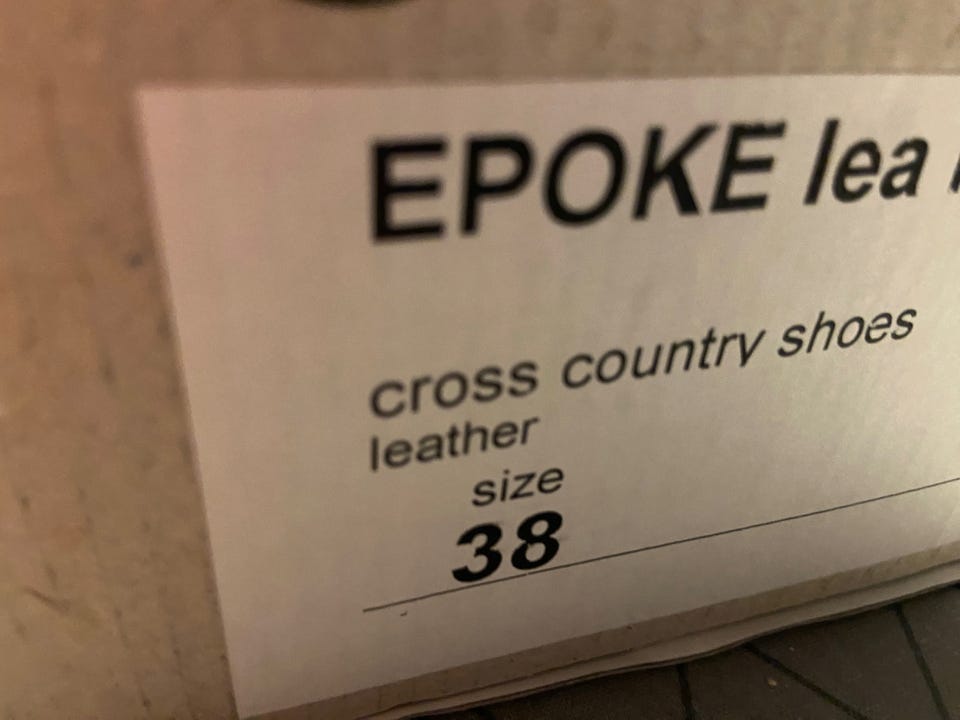 EPOKE lea
cross country shoes
leather
size
38